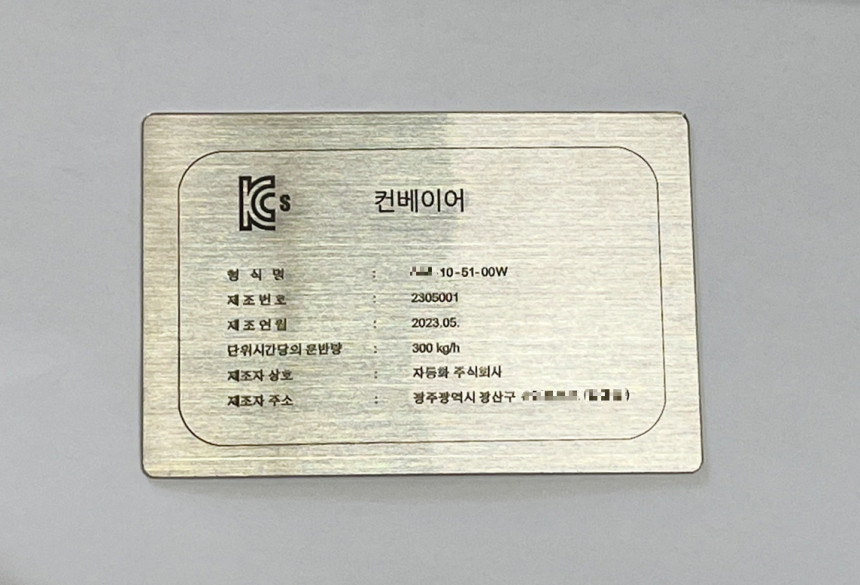 KCs 컨베이어
형 식 명 : 10-51-00W
제조번호 : 2305001
제조연월 : 2023.05.
단위시간당의 운반량 : 300 kg/h
제조자 상호 : 자동화 주식회사
제조자 주소 : 광주광역시 광산구